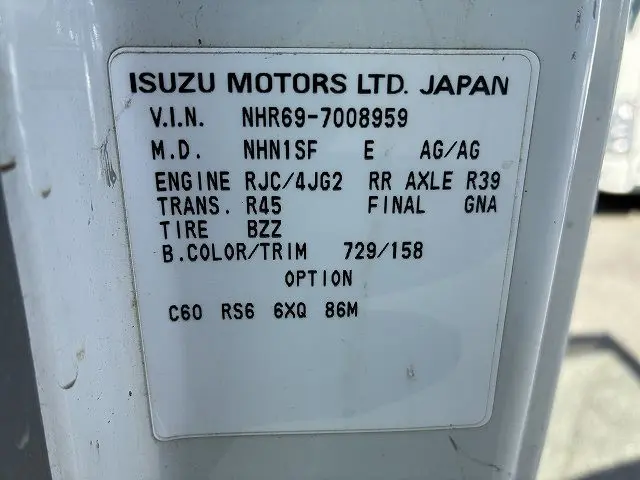 ISUZU MOTORS LTD. JAPAN
V.I.N. NHR69-7008959
M.D. NHN1SF E AG/AG
ENGINE RJC/4JG2 RR AXLE R39
TRANS. R45 FINAL GNA
TIRE BZZ
B.COLOR/TRIM 729/158
OPTION
C60 RS6 6XQ 86M